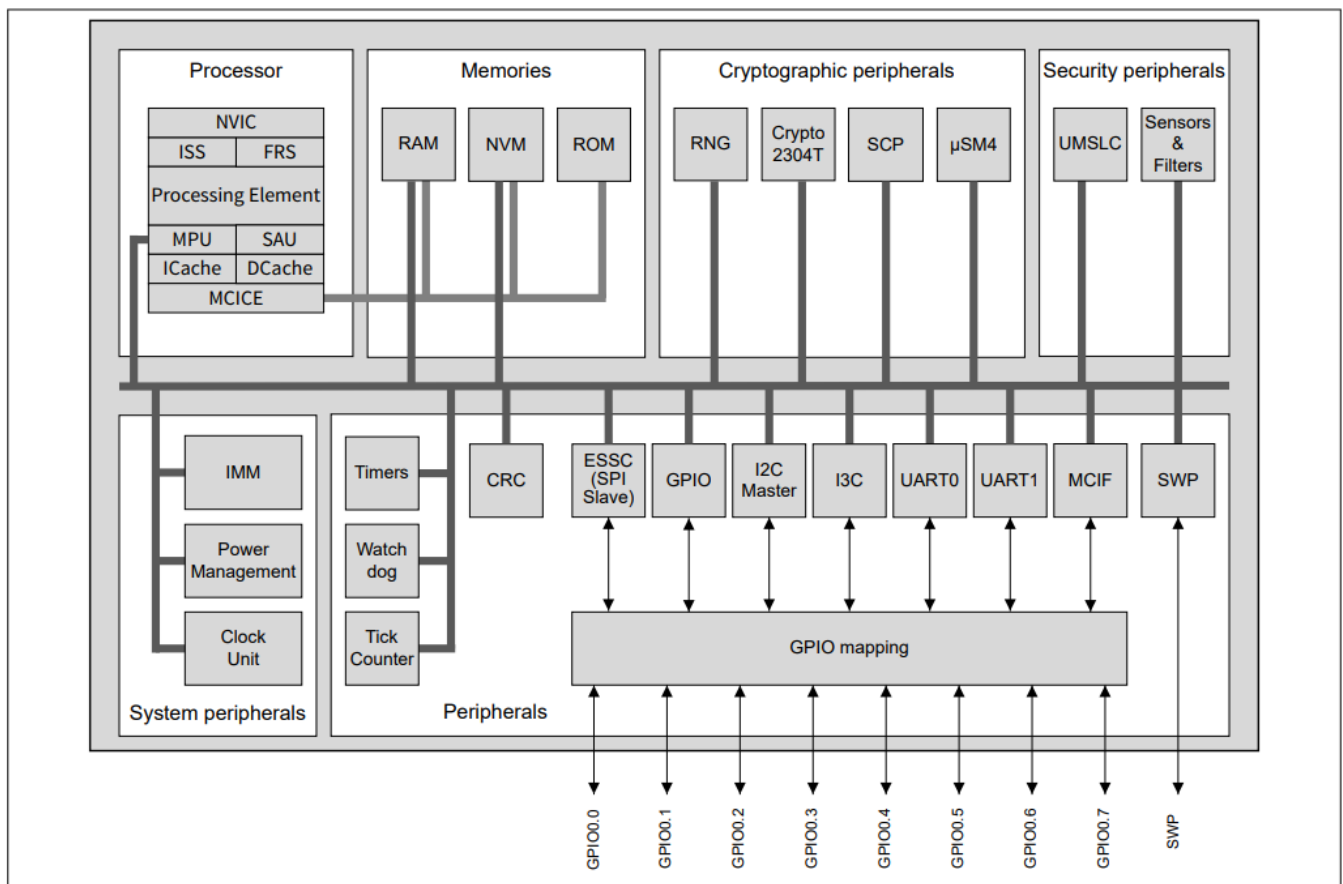 Processor
NVIC
ISS
FRS
Processing Element
MPU
SAU
ICache
DCache
MCICE
Memories
RAM
NVM
ROM
Cryptographic peripherals
RNG
Crypto
2304T
SCP
µSM4
Security peripherals
UMSLC
Sensors
&
Filters
IMM
Power
Management
Clock
Unit
System peripherals
Timers
Watch
dog
Tick
Counter
CRC
ESSC
(SPI
Slave)
GPIO
I2C
Master
I3C
UART0
UART1
MCIF
SWP
GPIO mapping
Peripherals
GPIO0.0
GPIO0.1
GPIO0.2
GPIO0.3
GPIO0.4
GPIO0.5
GPIO0.6
GPIO0.7
SWP